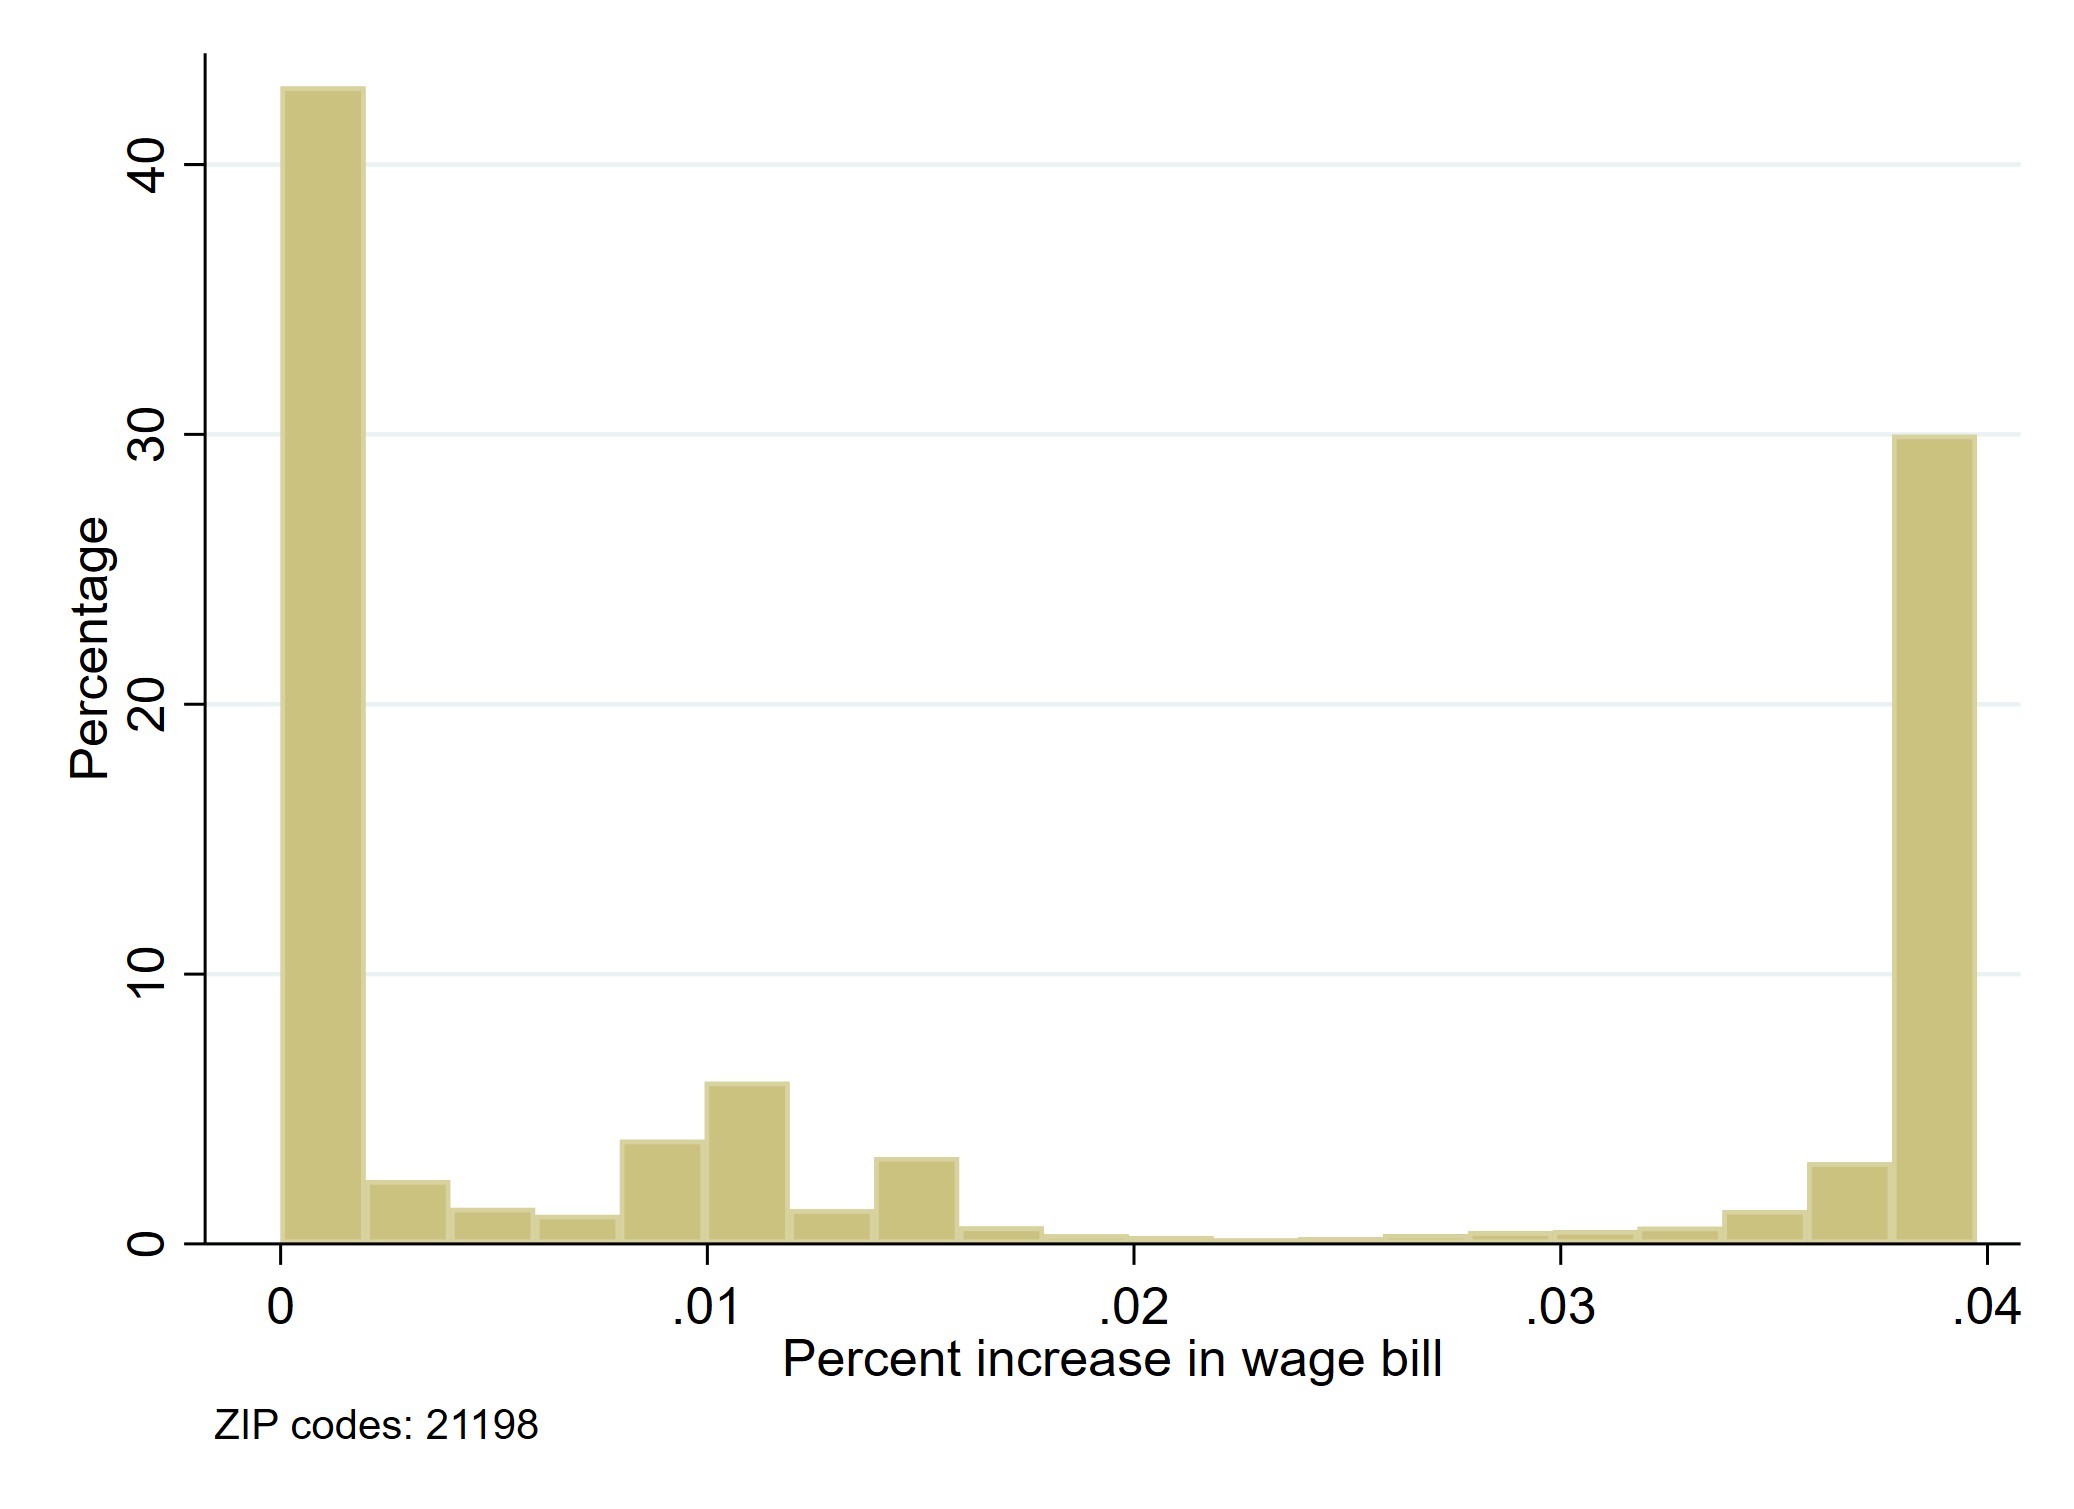 Percentage
40
30
20
10
0
0 .01 .02 .03 .04
Percent increase in wage bill
ZIP codes: 21198